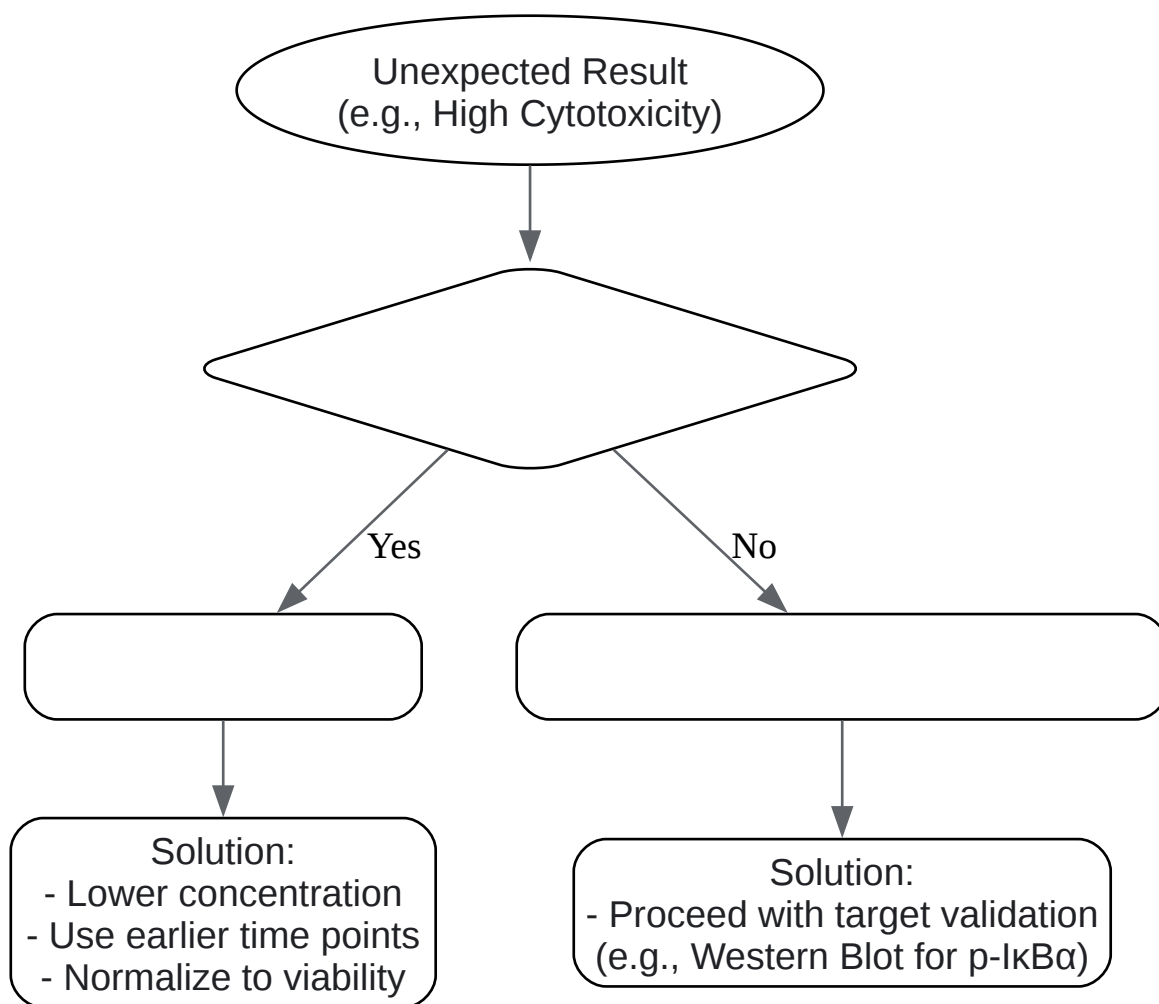 Unexpected Result
(e.g., High Cytotoxicity)
Yes
No
Solution:
- Lower concentration
- Use earlier time points
- Normalize to viability
Solution:
- Proceed with target validation
(e.g., Western Blot for p-IκBα)